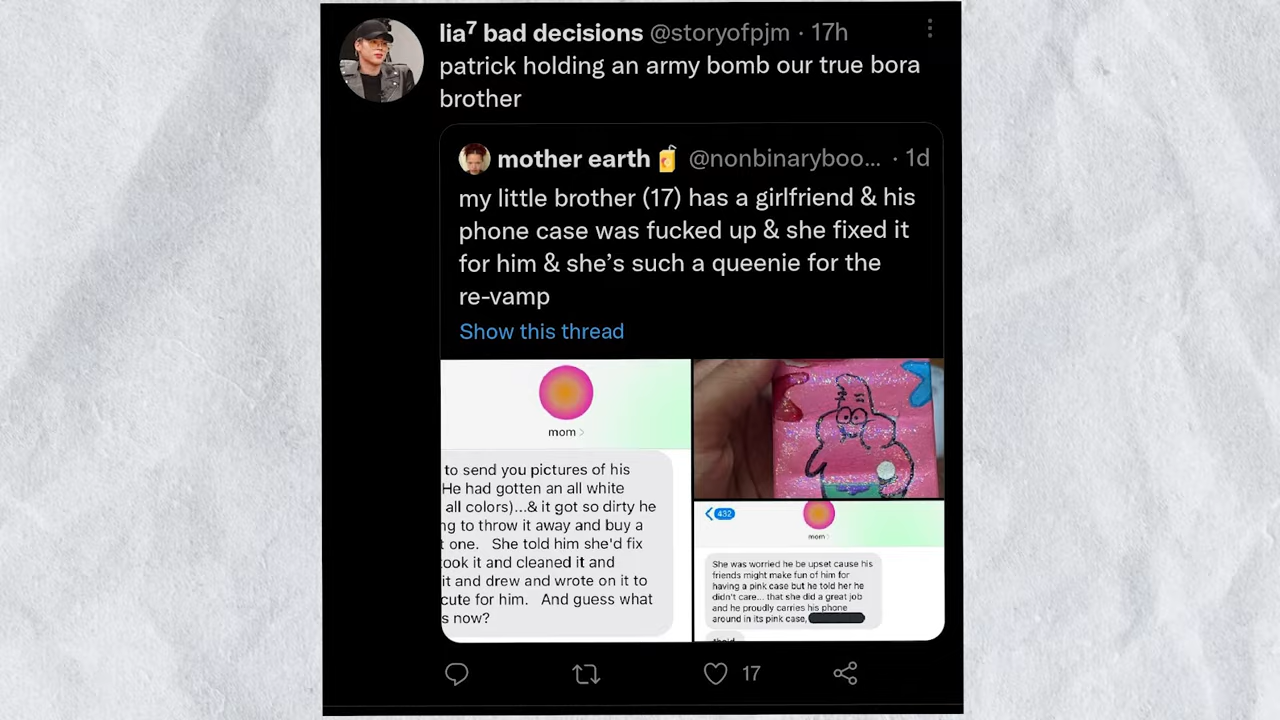 lia⁷ bad decisions @storyofpjm · 17h
patrick holding an army bomb our true bora
brother
mother earth 🧃 @nonbinaryboo... · 1d
my little brother (17) has a girlfriend & his
phone case was fucked up & she fixed it
for him & she's such a queenie for the
re-vamp
Show this thread
mom >
to send you pictures of his
He had gotten an all white
all colors)...& it got so dirty he
ng to throw it away and buy a
one. She told him she'd fix
ook it and cleaned it and
it and drew and wrote on it to
cute for him. And guess what
s now?
432
mom >
She was worried he be upset cause his
friends might make fun of him for
having a pink case but he told her he
didn't care... that she did a great job
and he proudly carries his phone
around in its pink case,
17